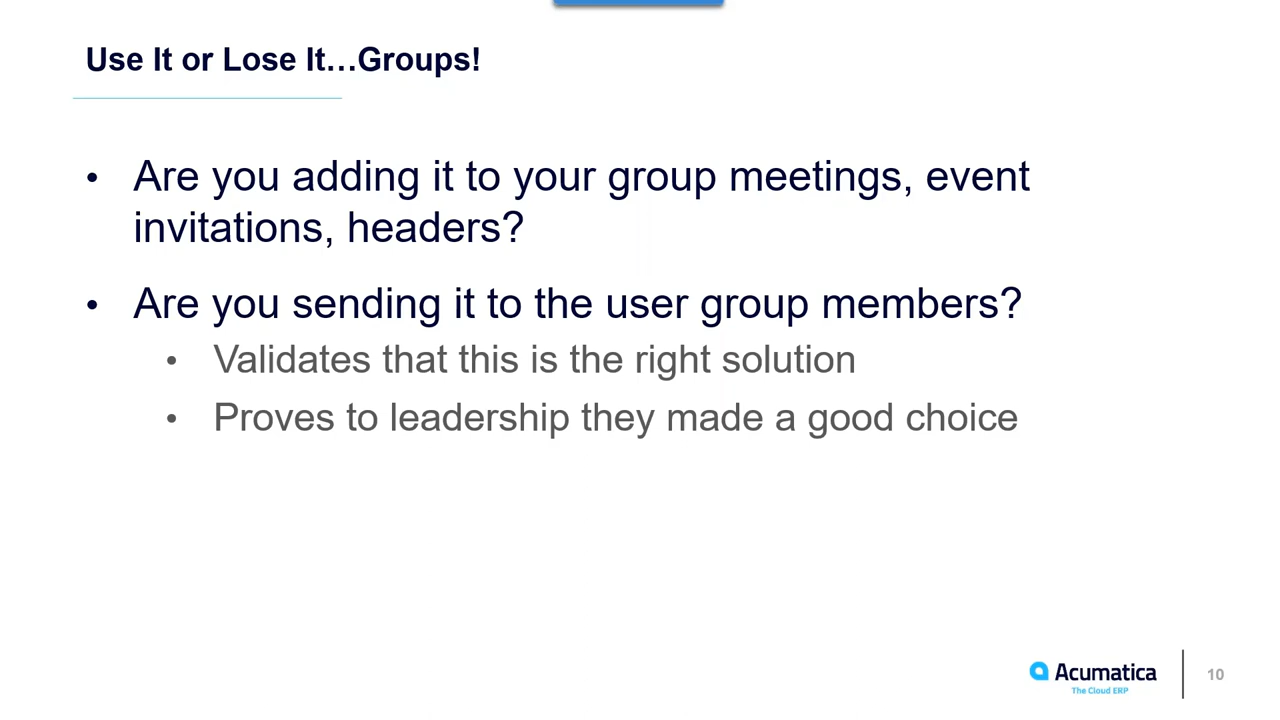 Use It or Lose It…Groups!
• Are you adding it to your group meetings, event
invitations, headers?
• Are you sending it to the user group members?
• Validates that this is the right solution
• Proves to leadership they made a good choice
Acumatica
The Cloud ERP
10